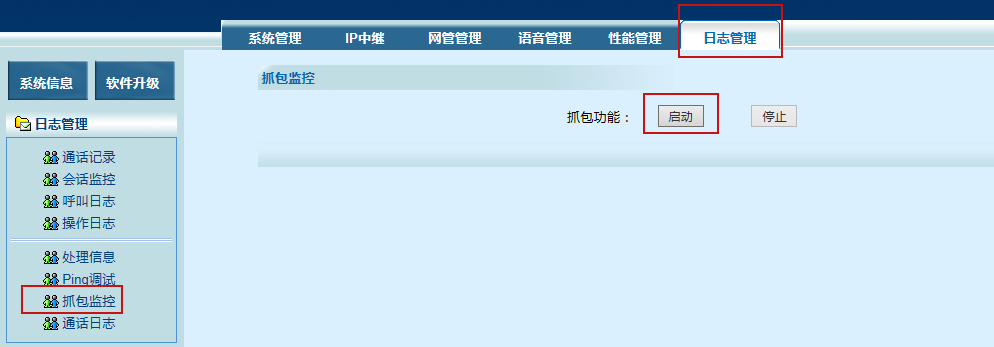 系统管理 IP中继 网管管理 语音管理 性能管理 日志管理
系统信息 软件升级
抓包监控
抓包功能： 启动 停止
日志管理
通话记录
会话监控
呼叫日志
操作日志
处理信息
Ping调试
抓包监控
通话日志